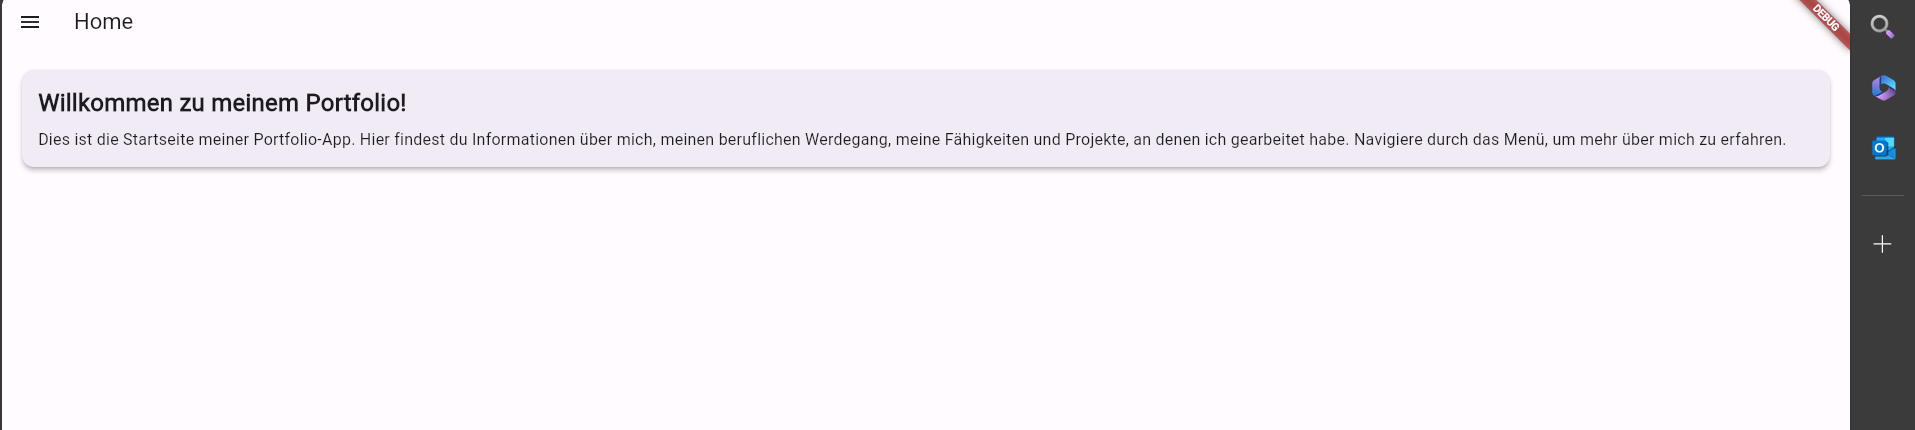 Home
DEBUG
Willkommen zu meinem Portfolio!
Dies ist die Startseite meiner Portfolio-App. Hier findest du Informationen über mich, meinen beruflichen Werdegang, meine Fähigkeiten und Projekte, an denen ich gearbeitet habe. Navigiere durch das Menü, um mehr über mich zu erfahren.